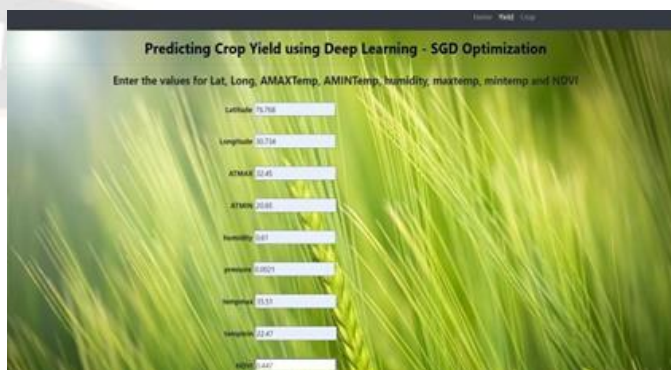 Home Yield Crop
Predicting Crop Yield using Deep Learning - SGD Optimization
Enter the values for Lat, Long, AMAXTemp, AMINTemp, humidity, maxtemp, mintemp and NDVI
Latitude 76.768
Longitude 30.734
ATMAX 32.45
ATMIN 20.65
humidity 0.61
pressure 0.0021
tempmax 35.51
tempmin 22.47
NDVI 0.447